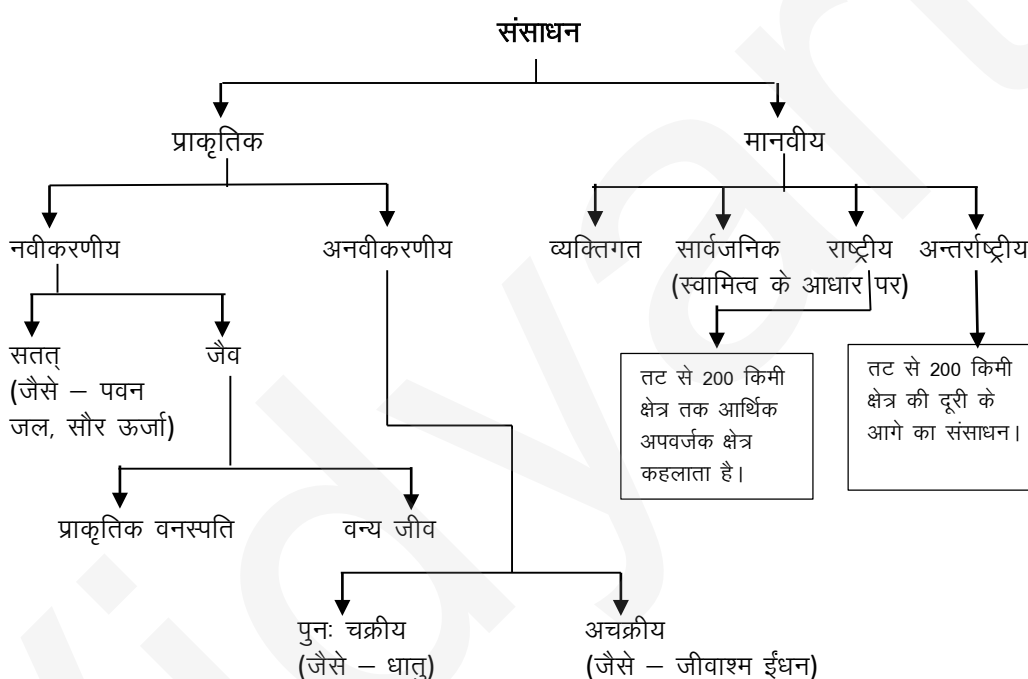 संसाधन
प्राकृतिक मानवीय
नवीकरणीय अनवीकरणीय व्यक्तिगत सार्वजनिक राष्ट्रीय अन्तर्राष्ट्रीय
(स्वामित्व के आधार पर)
सतत् जैव
(जैसे – पवन
जल, सौर ऊर्जा)
तट से 200 किमी
क्षेत्र तक आर्थिक
अपवर्जक क्षेत्र
कहलाता है।
तट से 200 किमी
क्षेत्र की दूरी के
आगे का संसाधन।
प्राकृतिक वनस्पति वन्य जीव
पुनः चक्रीय अचक्रीय
(जैसे – धातु) (जैसे – जीवाश्म ईंधन)